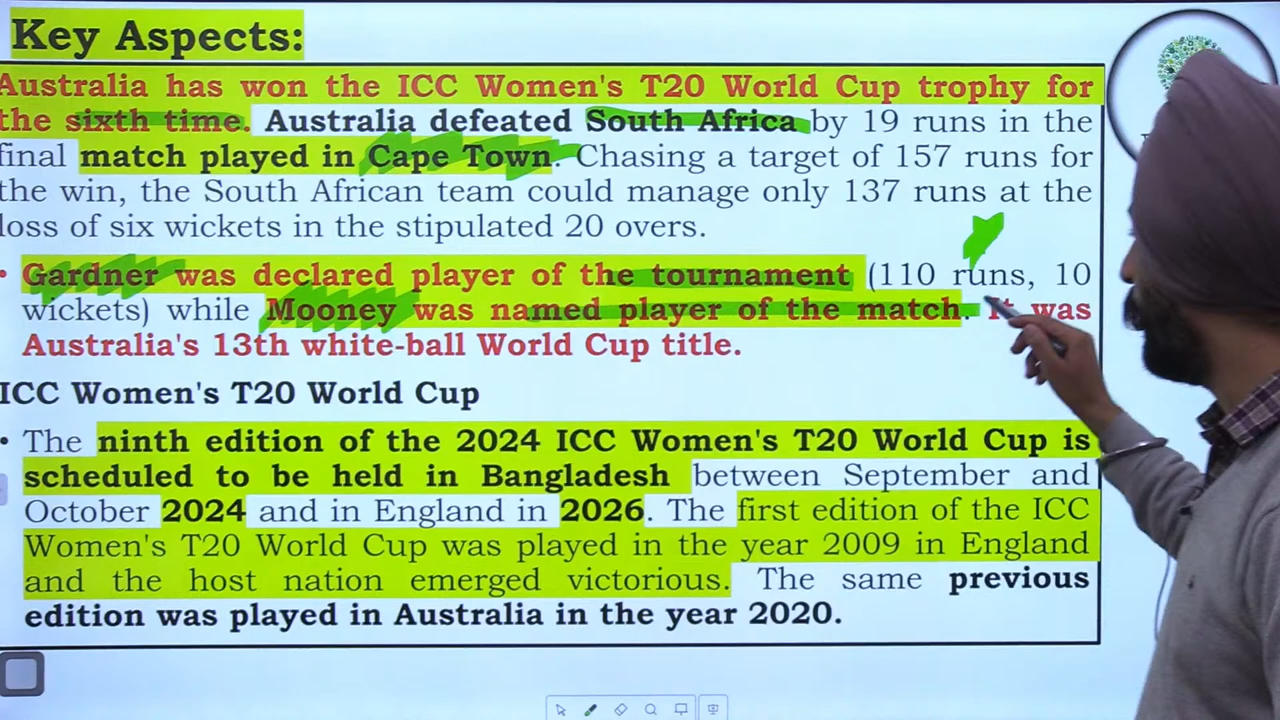 Key Aspects:
Australia has won the ICC Women's T20 World Cup trophy for
the sixth time. Australia defeated South Africa by 19 runs in the
final match played in Cape Town. Chasing a target of 157 runs for
the win, the South African team could manage only 137 runs at the
loss of six wickets in the stipulated 20 overs.
• Gardner was declared player of the tournament (110 runs, 10
wickets) while Mooney was named player of the match. It was
Australia's 13th white-ball World Cup title.
ICC Women's T20 World Cup
• The ninth edition of the 2024 ICC Women's T20 World Cup is
scheduled to be held in Bangladesh between September and
October 2024 and in England in 2026. The first edition of the ICC
Women's T20 World Cup was played in the year 2009 in England
and the host nation emerged victorious. The same previous
edition was played in Australia in the year 2020.